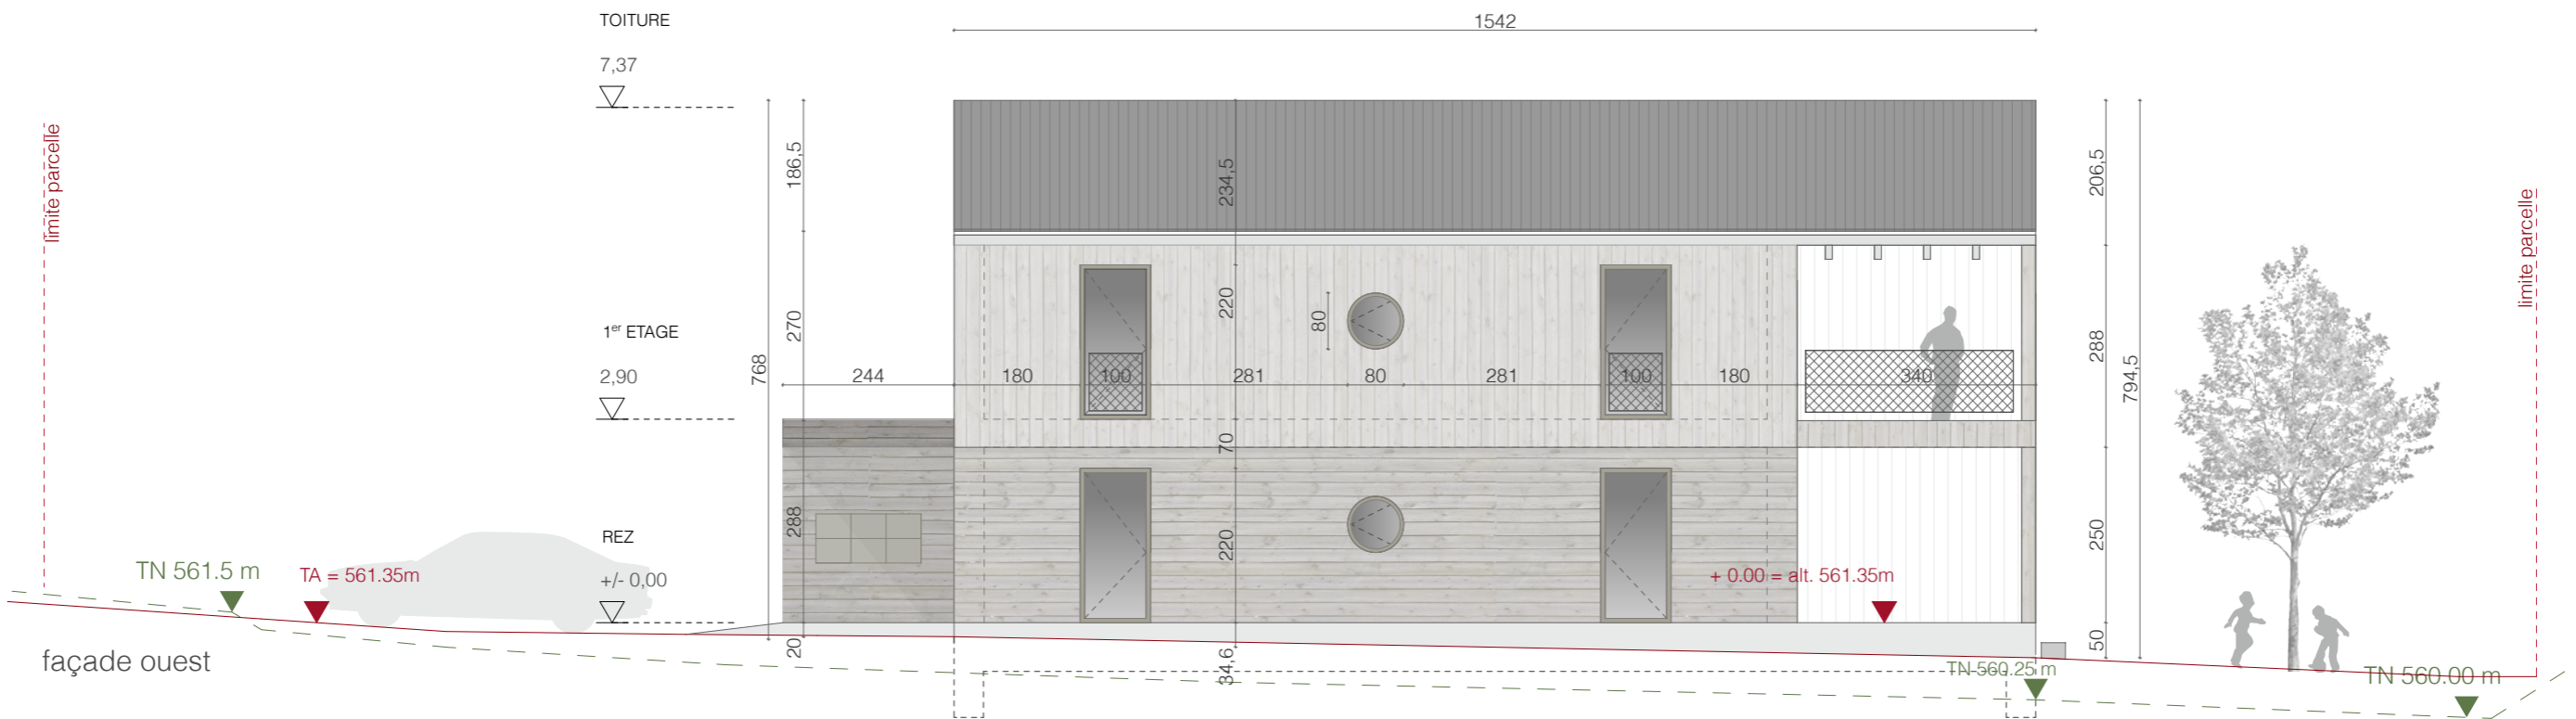 TOITURE
7,37
1542
limite parcelle
186,5
234,5
206,5
limite parcelle
1er ETAGE
2,90
768
270
220
80
288
794,5
244
180
100
281
80
281
100
180
340
70
REZ
+/- 0,00
288
220
250
TN 561.5 m
TA = 561.35m
+ 0.00 = alt. 561.35m
façade ouest
20
34,6
50
TN 560.25 m
TN 560.00 m